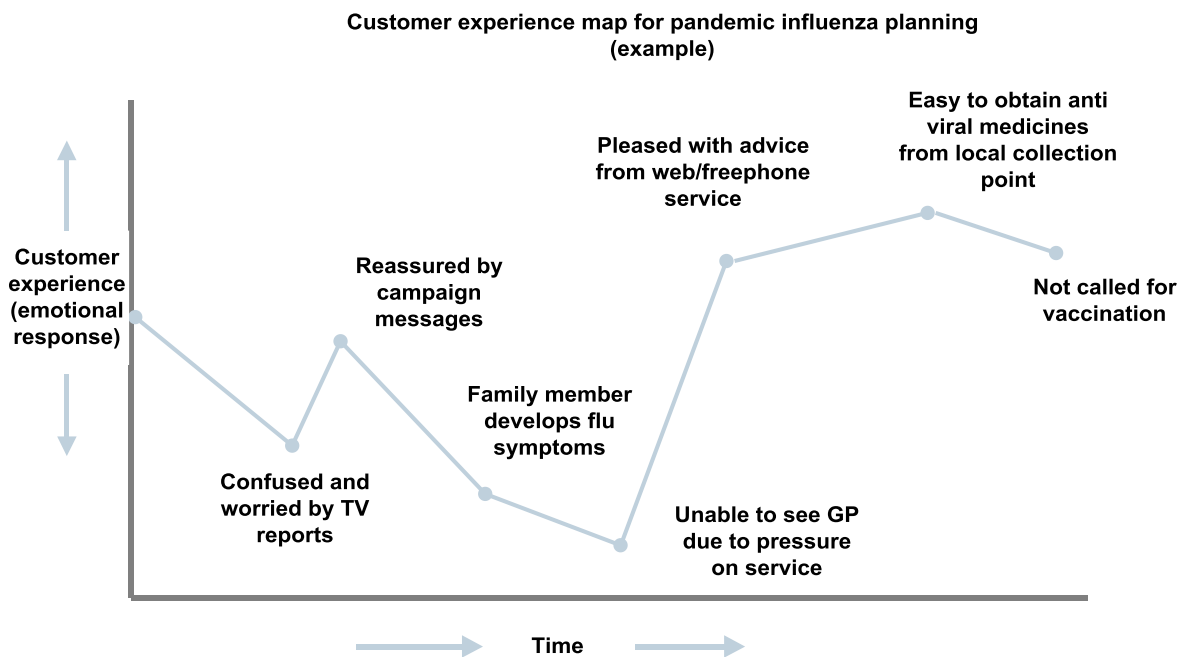 Customer experience map for pandemic influenza planning
(example)
Easy to obtain anti
viral medicines
from local collection
point
Pleased with advice
from web/freephone
service
Customer
experience
(emotional
response)
Reassured by
campaign
messages
Not called for
vaccination
Family member
develops flu
symptoms
Confused and
worried by TV
reports
Unable to see GP
due to pressure
on service
Time